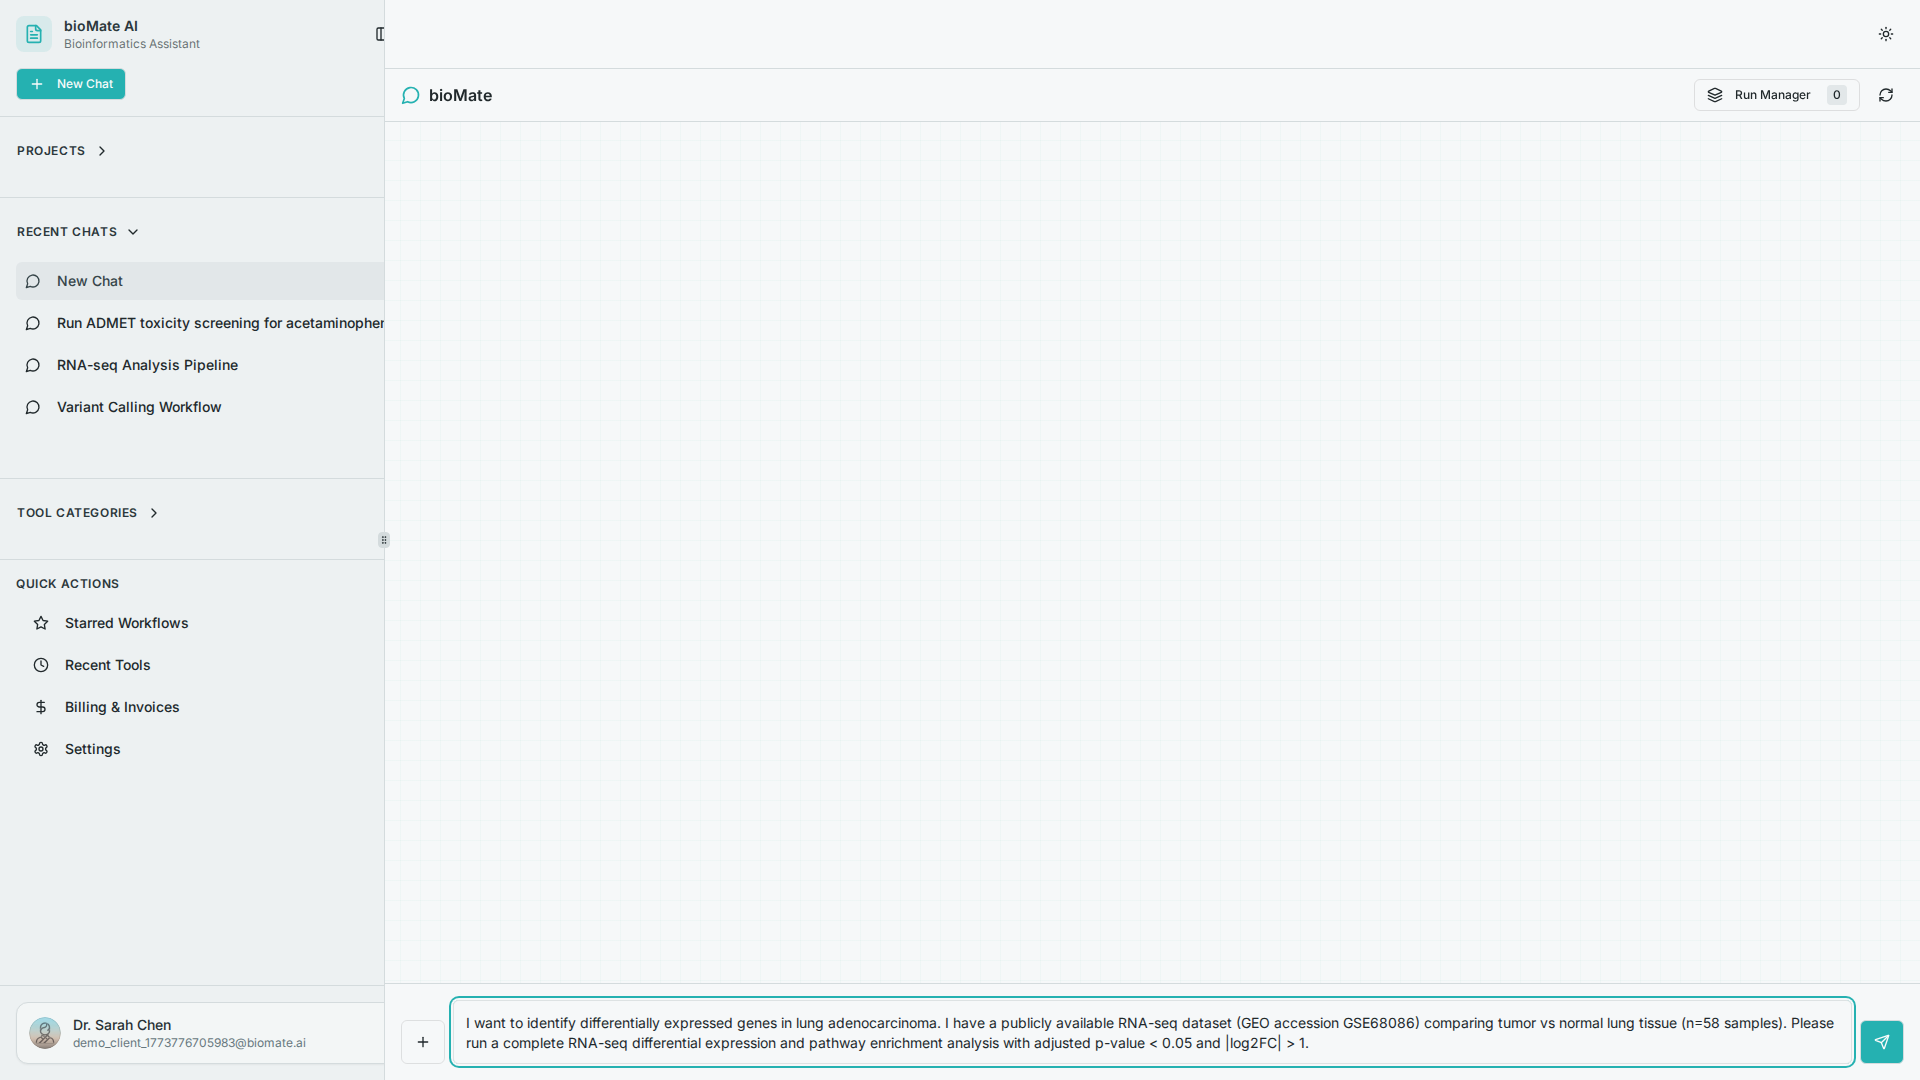 bioMate AI
Bioinformatics Assistant
New Chat
PROJECTS
RECENT CHATS
New Chat
Run ADMET toxicity screening for acetaminophen
RNA-seq Analysis Pipeline
Variant Calling Workflow
TOOL CATEGORIES
QUICK ACTIONS
Starred Workflows
Recent Tools
Billing & Invoices
Settings
Dr. Sarah Chen
demo_client_1773776705983@biomate.ai
bioMate
Run Manager 0
I want to identify differentially expressed genes in lung adenocarcinoma. I have a publicly available RNA-seq dataset (GEO accession GSE68086) comparing tumor vs normal lung tissue (n=58 samples). Please
run a complete RNA-seq differential expression and pathway enrichment analysis with adjusted p-value < 0.05 and |log2FC| > 1.